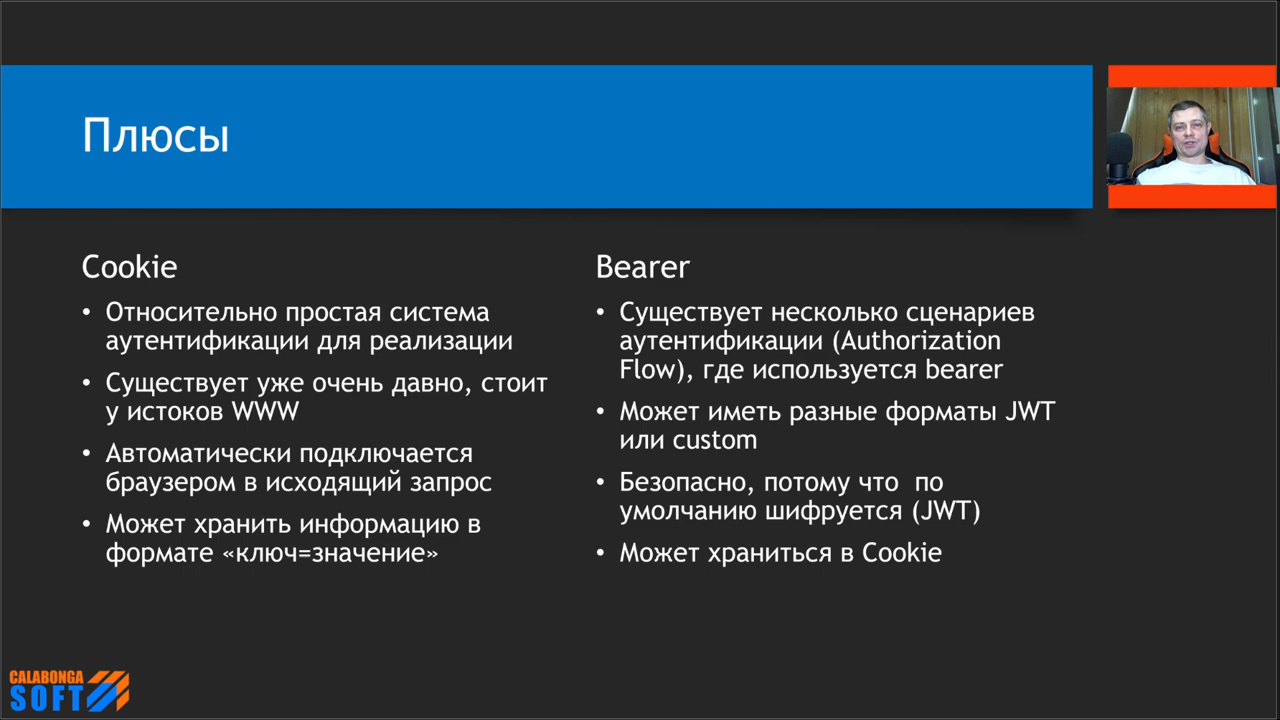 Плюсы
Cookie
• Относительно простая система
аутентификации для реализации
• Существует уже очень давно, стоит
у истоков WWW
• Автоматически подключается
браузером в исходящий запрос
• Может хранить информацию в
формате «ключ=значение»
Bearer
• Существует несколько сценариев
аутентификации (Authorization
Flow), где используется bearer
• Может иметь разные форматы JWT
или custom
• Безопасно, потому что  по
умолчанию шифруется (JWT)
• Может храниться в Cookie
CALABONGA
SOFT